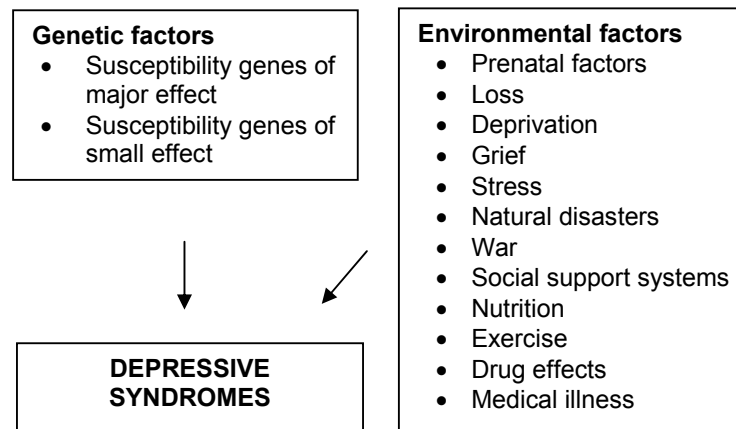 Genetic factors
• Susceptibility genes of
major effect
• Susceptibility genes of
small effect
Environmental factors
• Prenatal factors
• Loss
• Deprivation
• Grief
• Stress
• Natural disasters
• War
• Social support systems
• Nutrition
• Exercise
• Drug effects
• Medical illness
DEPRESSIVE
SYNDROMES